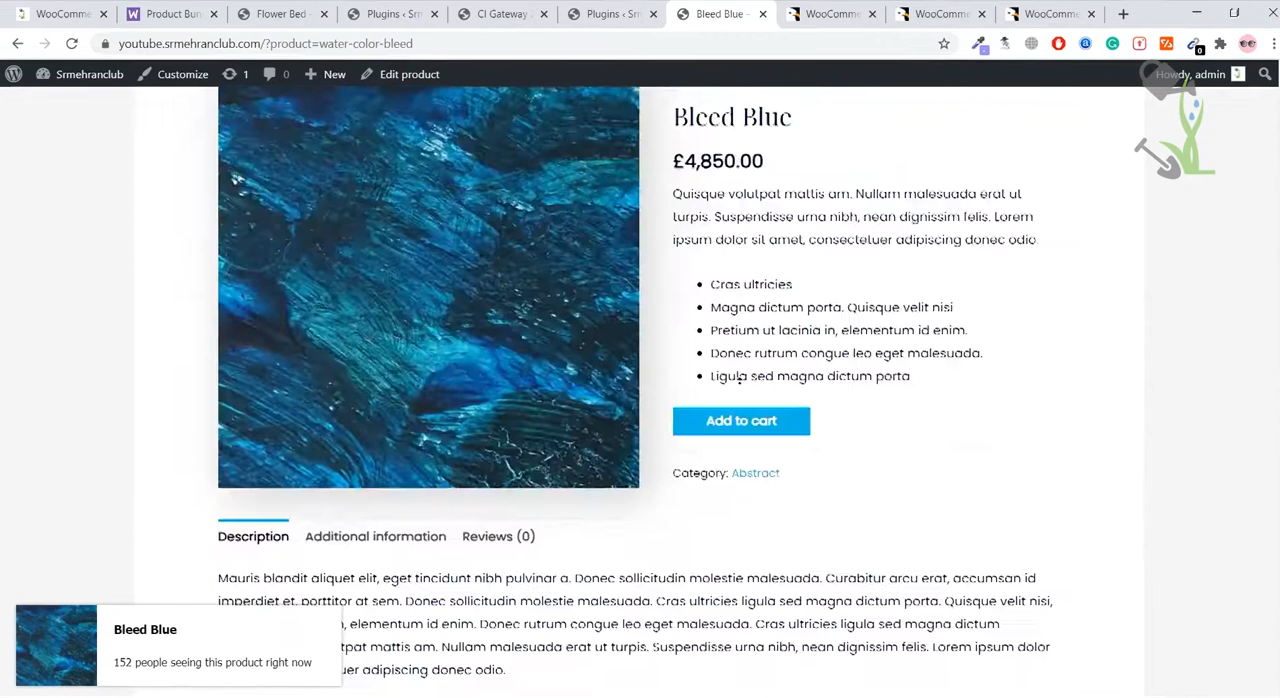 WooComme
Product Bun
Flower Bed -
Plugins ‹ Srm
CI Gateway
Plugins ‹ Srm
Bleed Blue -
WooComme
WooComme
WooComme
youtube.srmehranclub.com/?product=water-color-bleed
Srmehranclub
Customize
1
0
New
Edit product
Howdy, admin
Bleed Blue
£4,850.00
Quisque volutpat mattis am. Nullam malesuada erat ut
turpis. Suspendisse urna nibh, nean dignissim felis. Lorem
ipsum dolor sit amet, consectetuer adipiscing donec odio.
Cras ultricies
Magna dictum porta. Quisque velit nisi
Pretium ut lacinia in, elementum id enim.
Donec rutrum congue leo eget malesuada.
Ligula sed magna dictum porta
Add to cart
Category: Abstract
Description Additional information Reviews (0)
Mauris blandit aliquet elit, eget tincidunt nibh pulvinar a. Donec sollicitudin molestie malesuada. Curabitur arcu erat, accumsan id
imperdiet et, porttitor at sem. Donec sollicitudin molestie malesuada. Cras ultricies ligula sed magna dictum porta. Quisque velit nisi,
, elementum id enim. Donec rutrum congue leo eget malesuada. Cras ultricies ligula sed magna dictum
tpat mattis am. Nullam malesuada erat ut turpis. Suspendisse urna nibh, nean dignissim felis. Lorem ipsum dolor
uer adipiscing donec odio.
Bleed Blue
152 people seeing this product right now